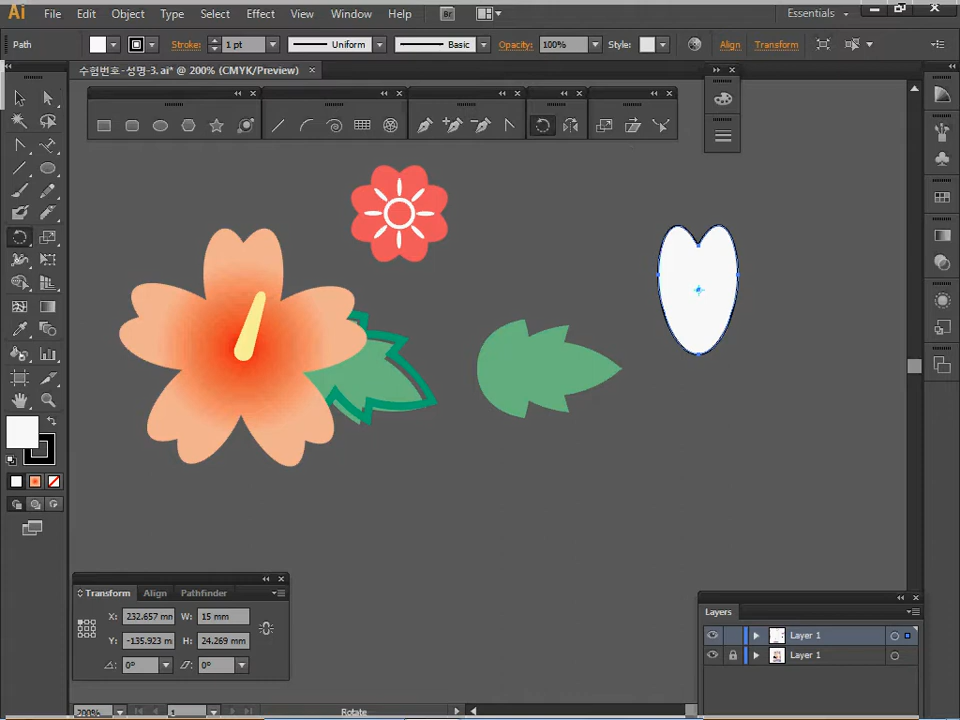 Ai File Edit Object Type Select Effect View Window Help Br Essentials
Path Stroke: 1 pt Uniform Basic Opacity: 100% Style: Align Transform
수험번호-성명-3.ai* @ 200% (CMYK/Preview)
Transform Align Pathfinder
X: 232.657 mm W: 15 mm
Y: -135.923 m H: 24.269 mm
0° 0°
Layers
Layer 1
Layer 1
200% 1 Rotate